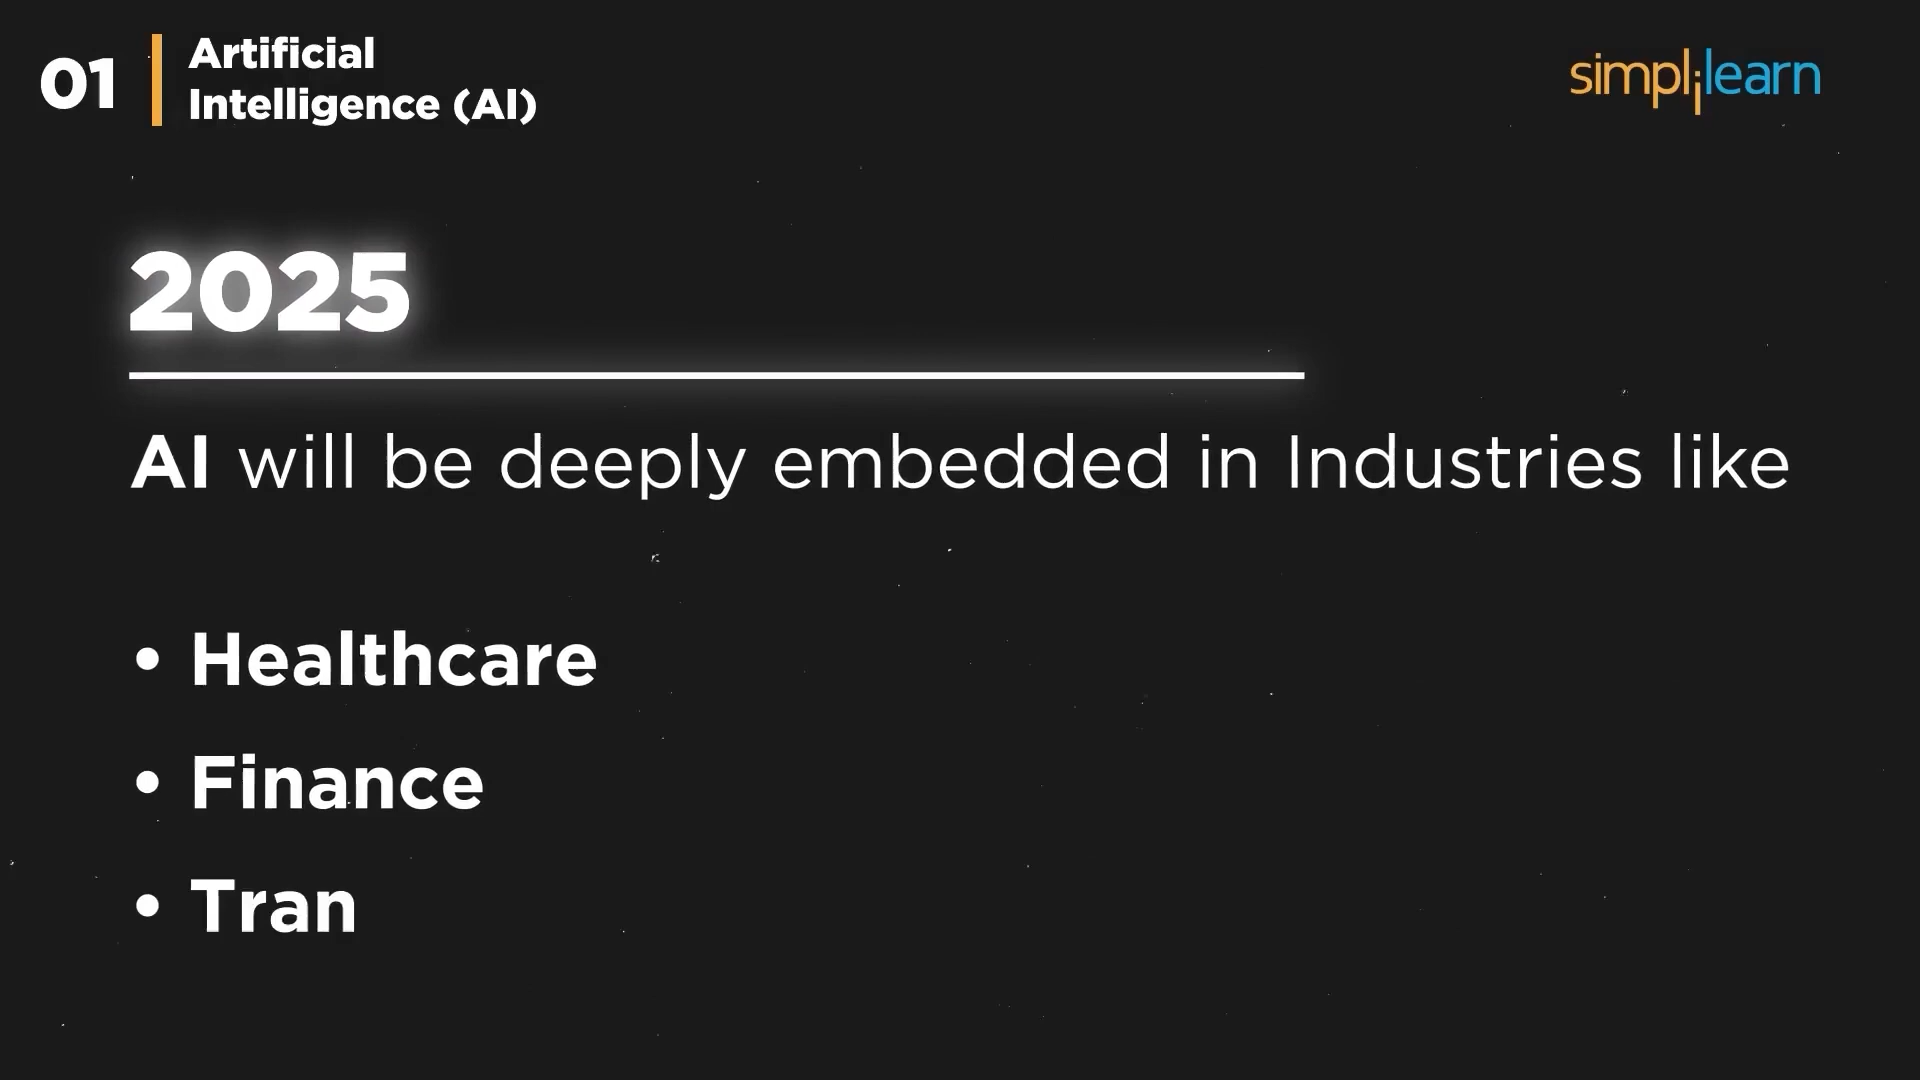 01
Artificial
Intelligence (AI)
simplilearn
2025
AI will be deeply embedded in Industries like
• Healthcare
• Finance
• Tran